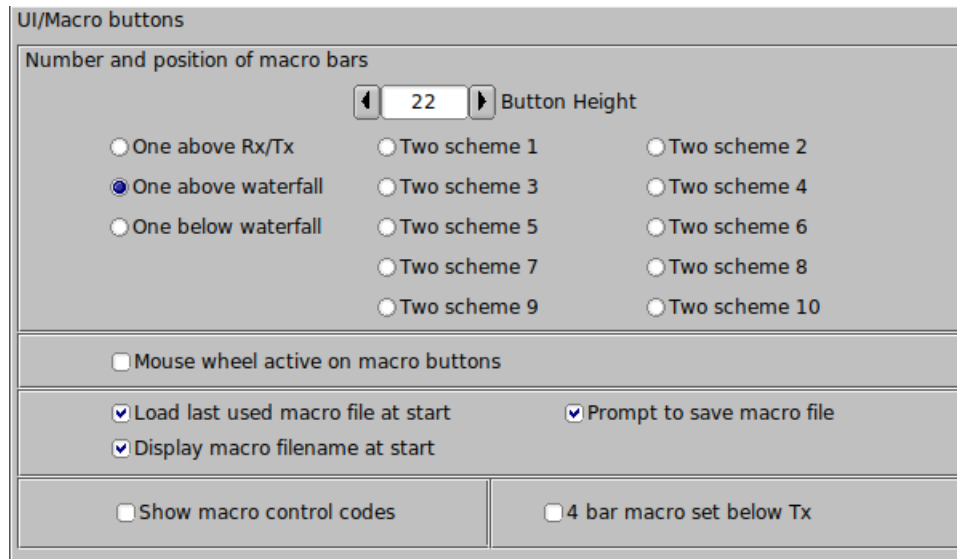 UI/Macro buttons
Number and position of macro bars
22 Button Height
One above Rx/Tx Two scheme 1 Two scheme 2
One above waterfall Two scheme 3 Two scheme 4
One below waterfall Two scheme 5 Two scheme 6
Two scheme 7 Two scheme 8
Two scheme 9 Two scheme 10
Mouse wheel active on macro buttons
Load last used macro file at start Prompt to save macro file
Display macro filename at start
Show macro control codes 4 bar macro set below Tx